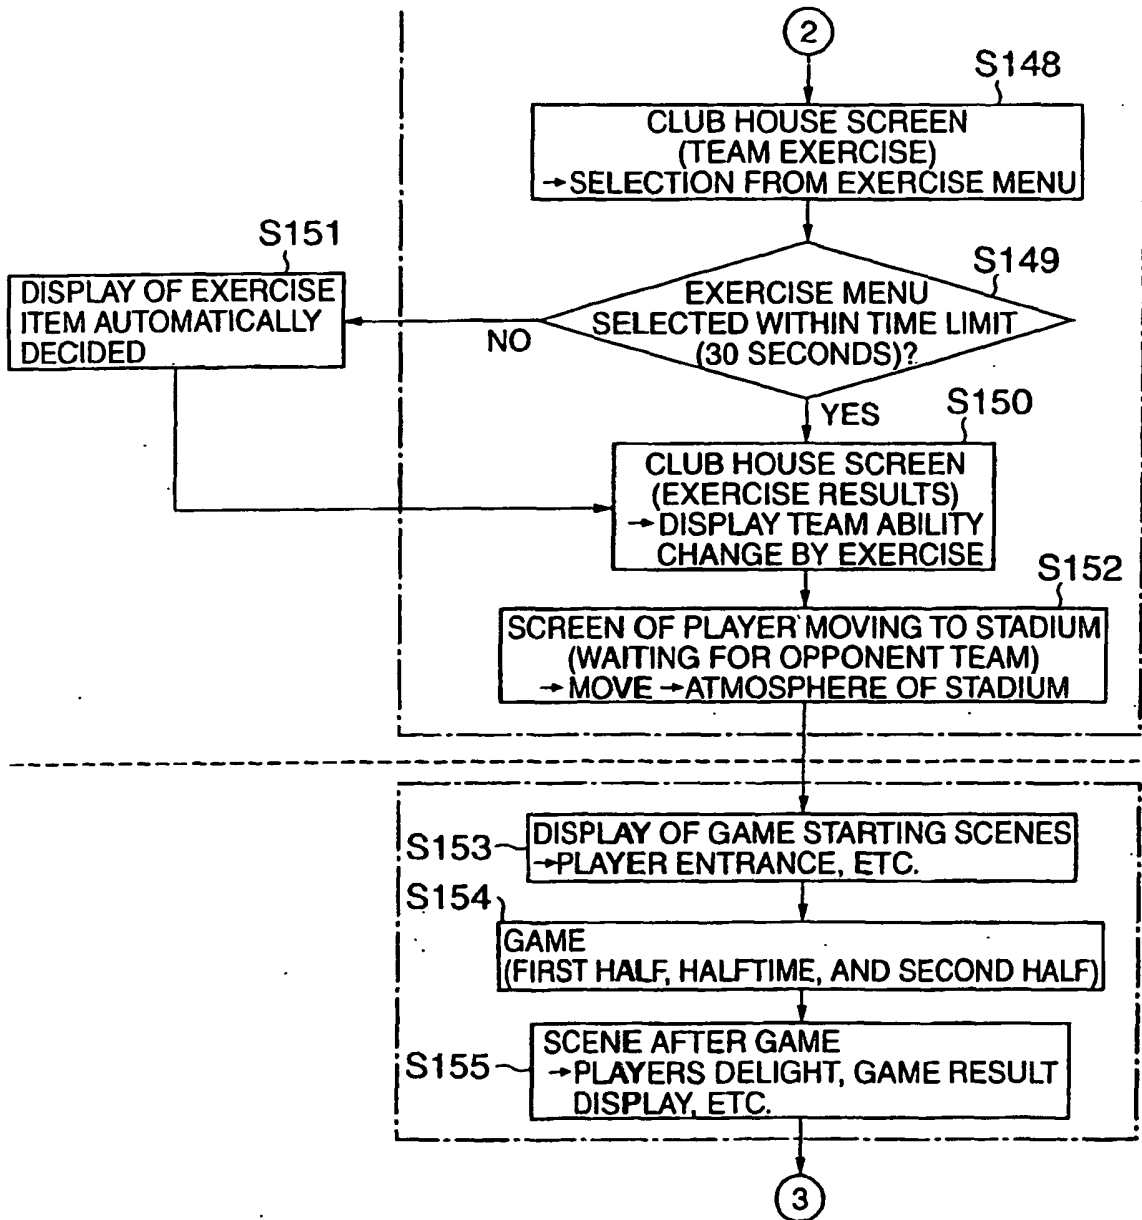 2
S148
CLUB HOUSE SCREEN
(TEAM EXERCISE)
→SELECTION FROM EXERCISE MENU
S151
DISPLAY OF EXERCISE
ITEM AUTOMATICALLY
DECIDED
S149
EXERCISE MENU
SELECTED WITHIN TIME LIMIT
(30 SECONDS)?
NO
YES
S150
CLUB HOUSE SCREEN
(EXERCISE RESULTS)
→DISPLAY TEAM ABILITY
CHANGE BY EXERCISE
S152
SCREEN OF PLAYER MOVING TO STADIUM
(WAITING FOR OPPONENT TEAM)
→MOVE→ATMOSPHERE OF STADIUM
S153
DISPLAY OF GAME STARTING SCENES
→PLAYER ENTRANCE, ETC.
S154
GAME
(FIRST HALF, HALFTIME, AND SECOND HALF)
S155
SCENE AFTER GAME
→PLAYERS DELIGHT, GAME RESULT
DISPLAY, ETC.
3